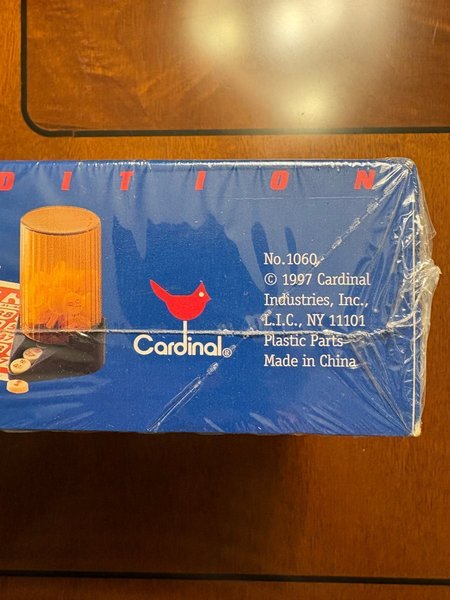 DITION
Cardinal®
No.1060
© 1997 Cardinal
Industries, Inc.,
L.I.C., NY 11101
Plastic Parts
Made in China